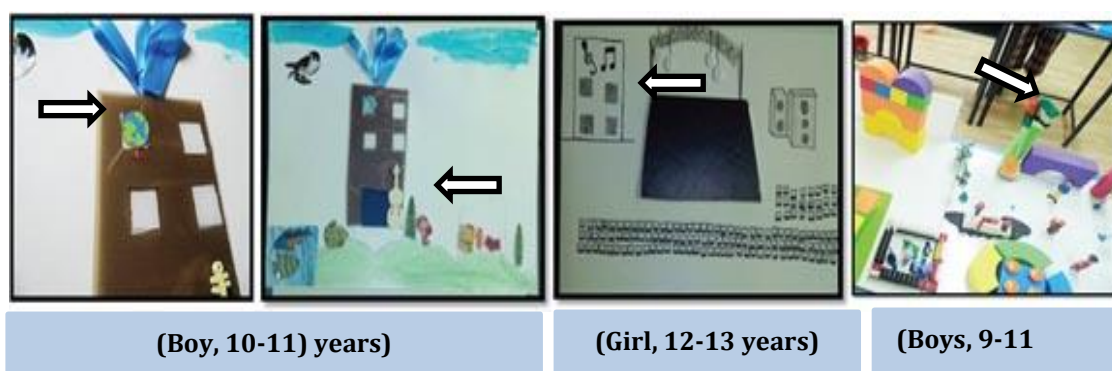 (Boy, 10-11) years)
(Girl, 12-13 years)
(Boys, 9-11